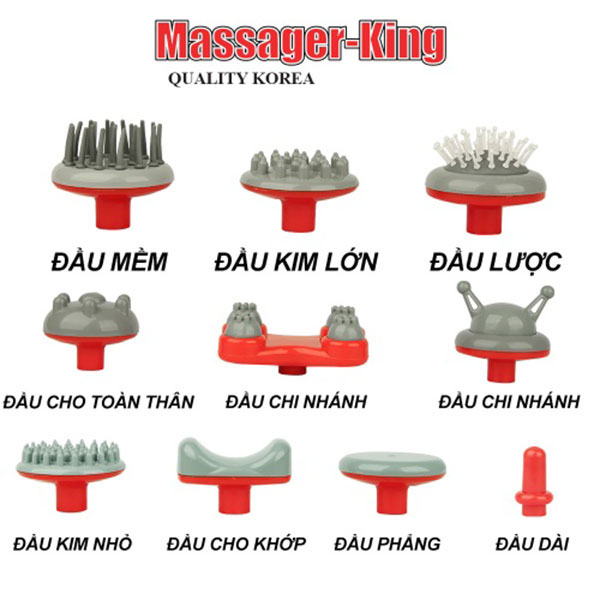 Massager-King
QUALITY KOREA
ĐẦU MỀM
ĐẦU KIM LỚN
ĐẦU LƯỢC
ĐẦU CHO TOÀN THÂN
ĐẦU CHI NHÁNH
ĐẦU CHI NHÁNH
ĐẦU KIM NHỎ
ĐẦU CHO KHỚP
ĐẦU PHẲNG
ĐẦU DÀI